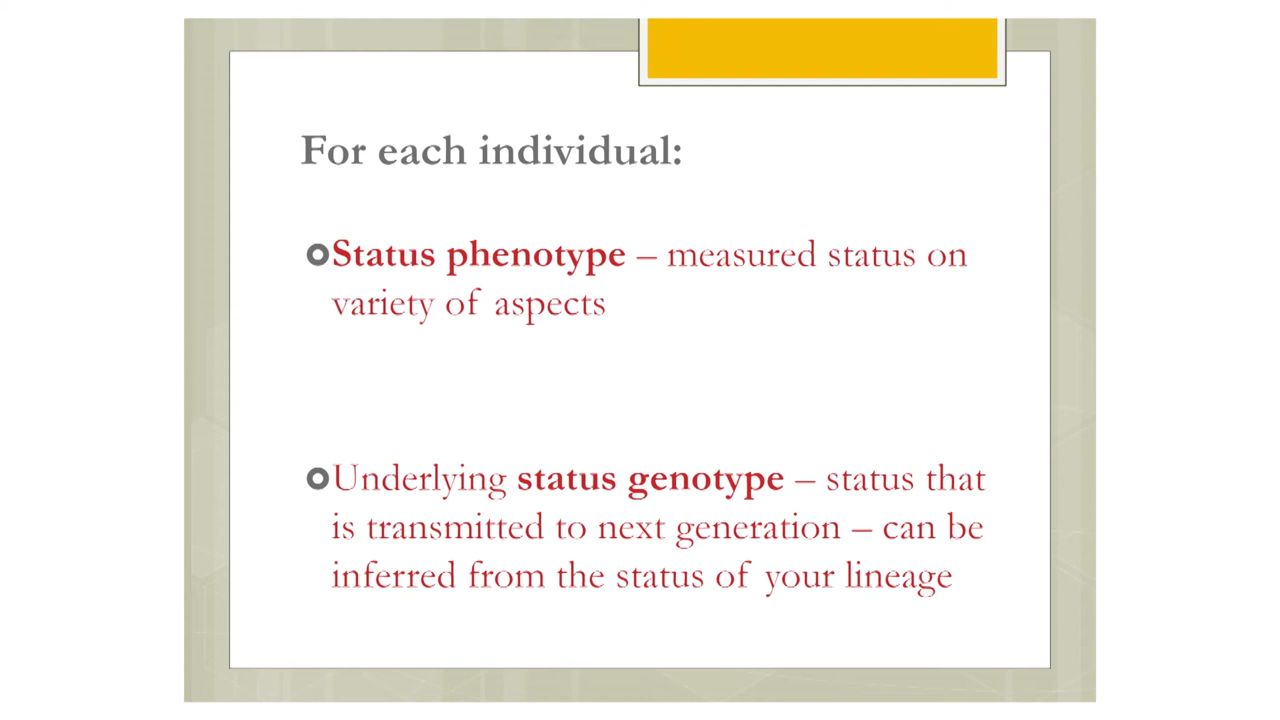 For each individual:
Status phenotype – measured status on
variety of aspects
Underlying status genotype – status that
is transmitted to next generation – can be
inferred from the status of your lineage